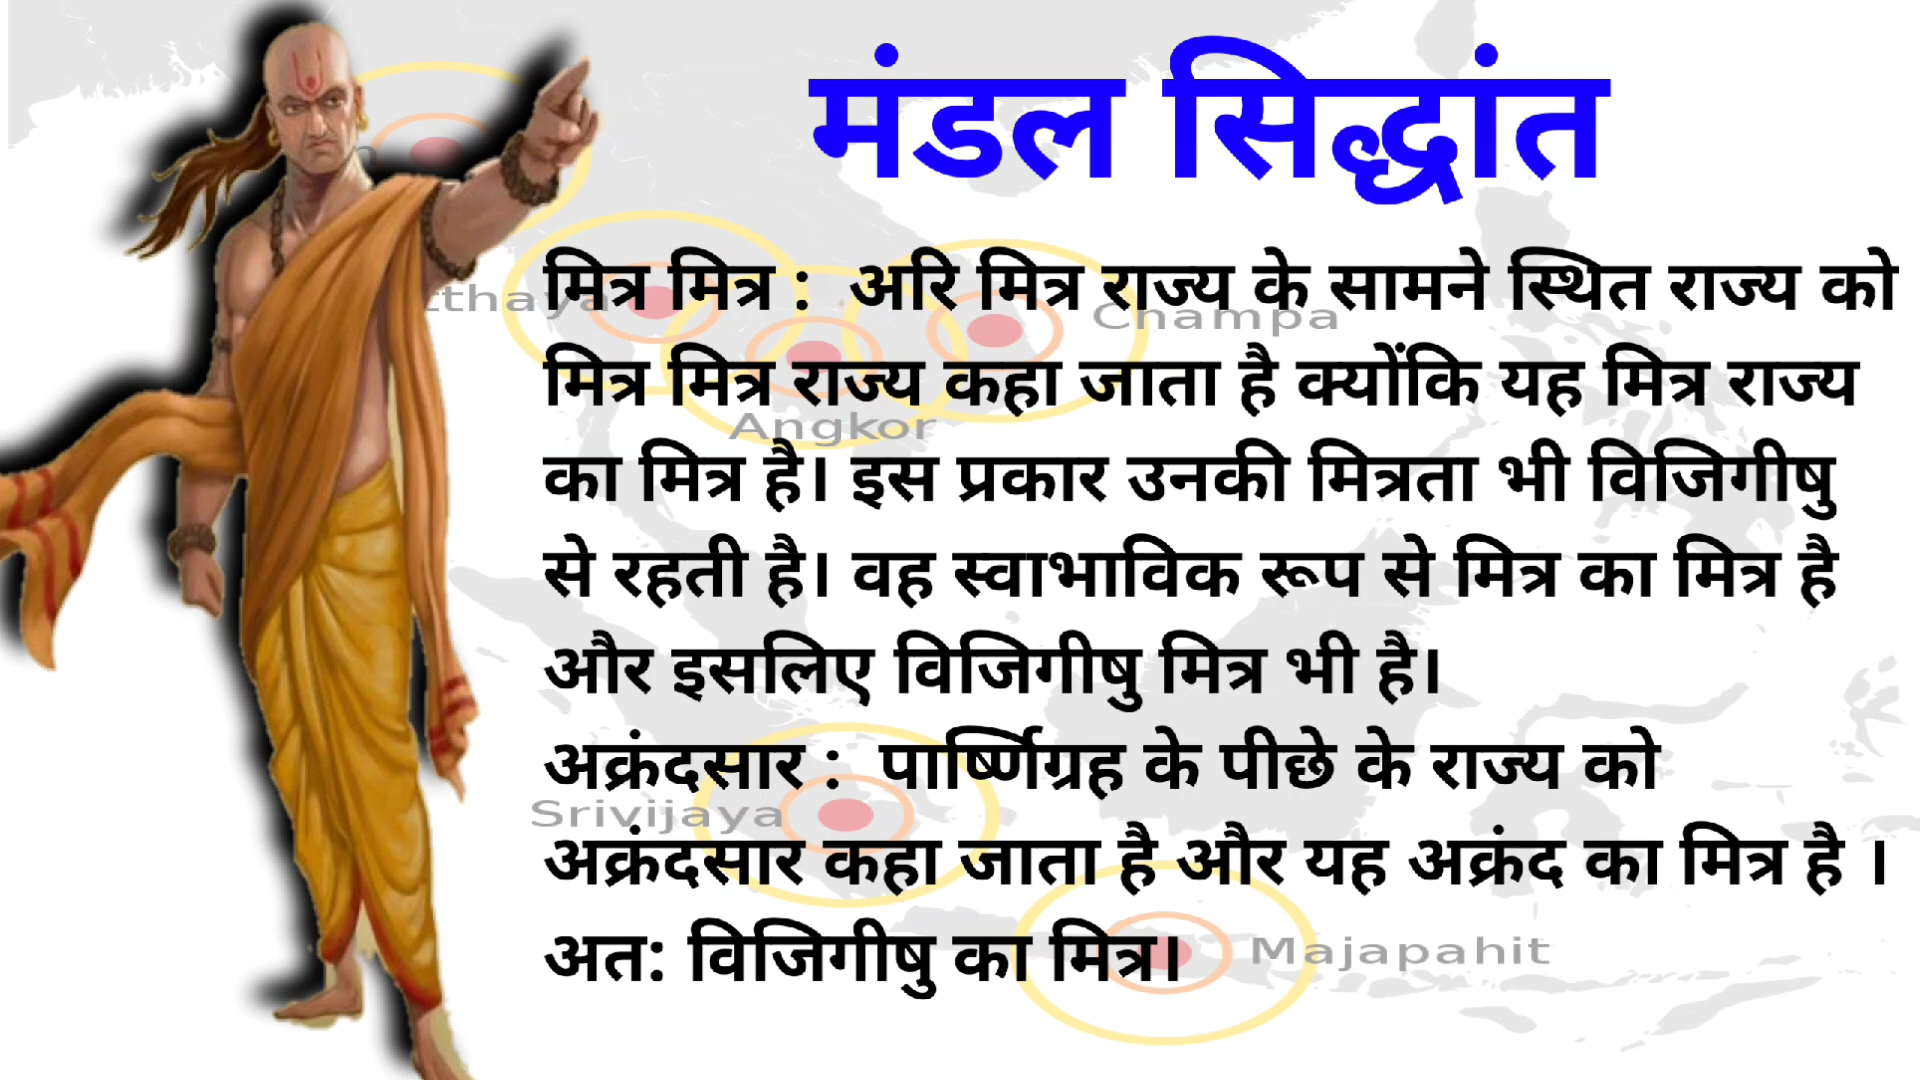 मंडल सिद्धांत
मित्र मित्र : अरि मित्र राज्य के सामने स्थित राज्य को
मित्र मित्र राज्य कहा जाता है क्योंकि यह मित्र राज्य
का मित्र है। इस प्रकार उनकी मित्रता भी विजिगीषु
से रहती है। वह स्वाभाविक रूप से मित्र का मित्र है
और इसलिए विजिगीषु मित्र भी है।
अक्रंदसार : पार्ष्णिग्रह के पीछे के राज्य को
अक्रंदसार कहा जाता है और यह अक्रंद का मित्र है ।
अत: विजिगीषु का मित्र।
Champa
Angkor
Srivijaya
Majapahit